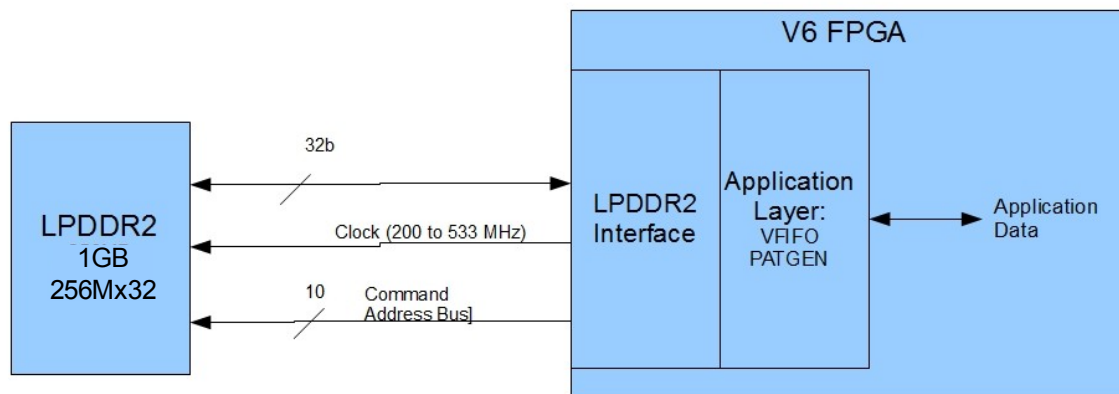 V6 FPGA
32b
LPDDR2
1GB
256Mx32
Clock (200 to 533 MHz)
10
Command
Address Bus]
LPDDR2
Interface
Application
Layer:
VFIFO
PATGEN
Application
Data